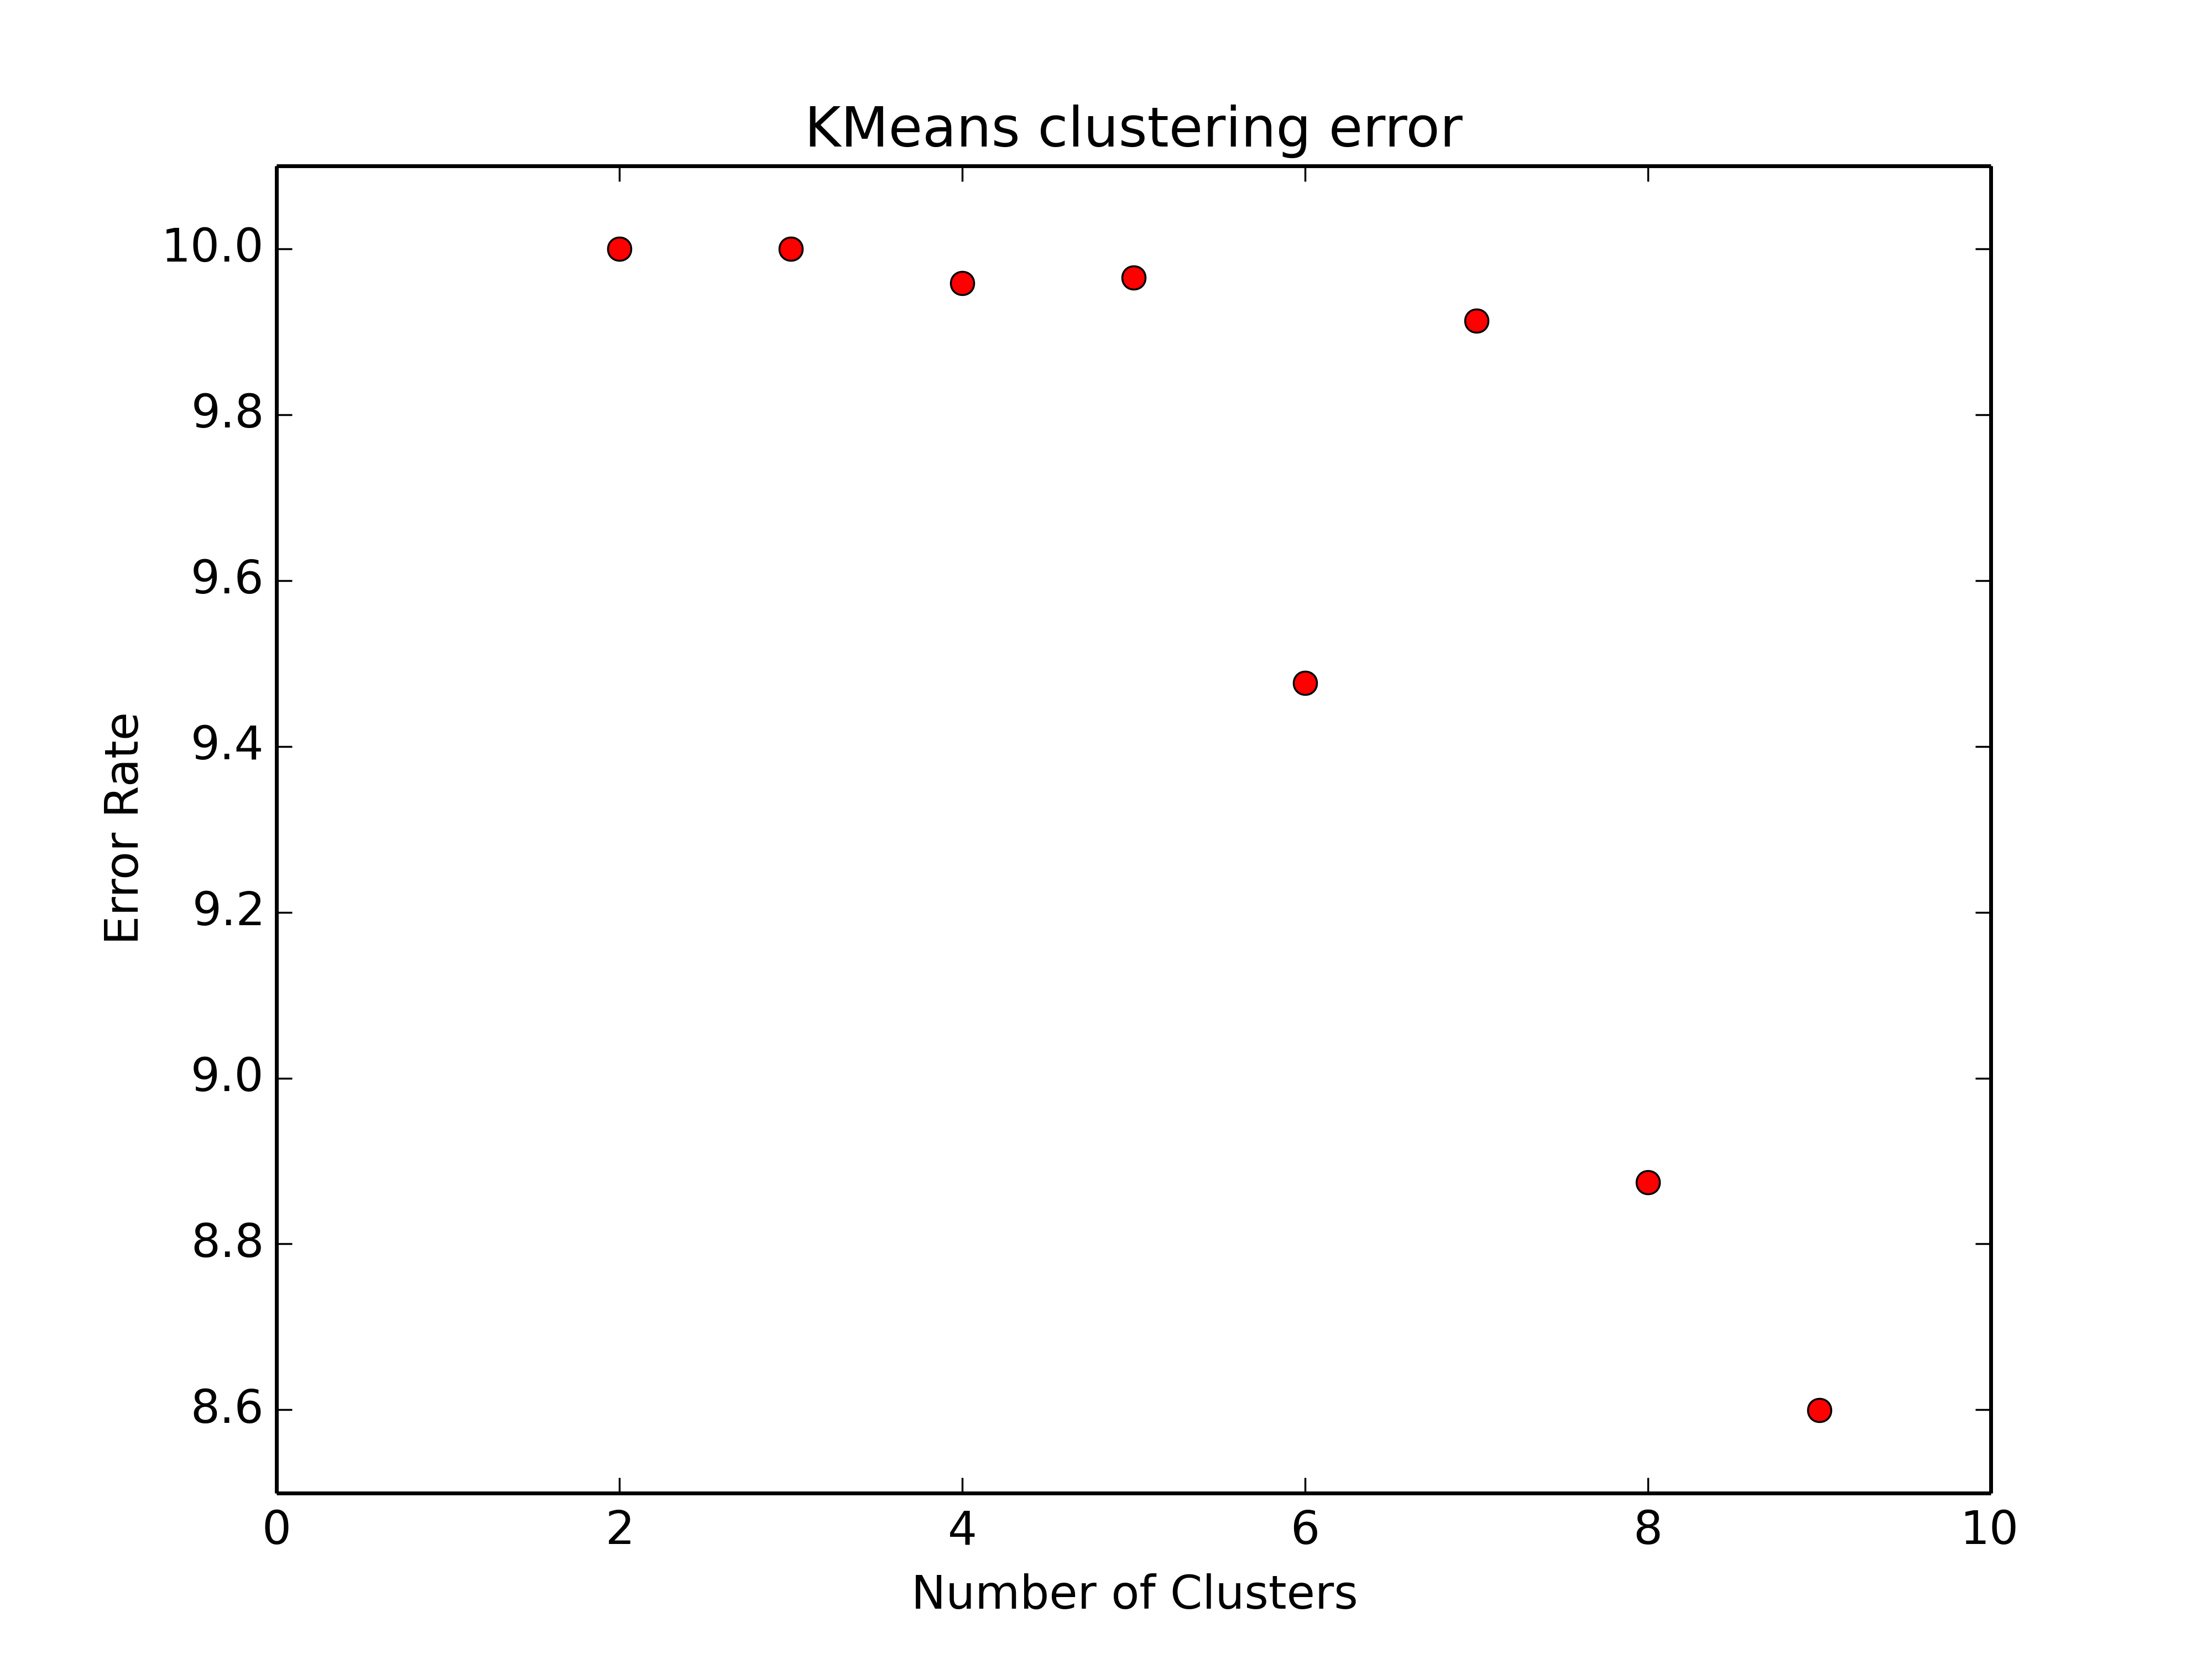 KMeans clustering error
10.0
9.8
9.6
9.4
9.2
9.0
8.8
8.6
Error Rate
0 2 4 6 8 10
Number of Clusters